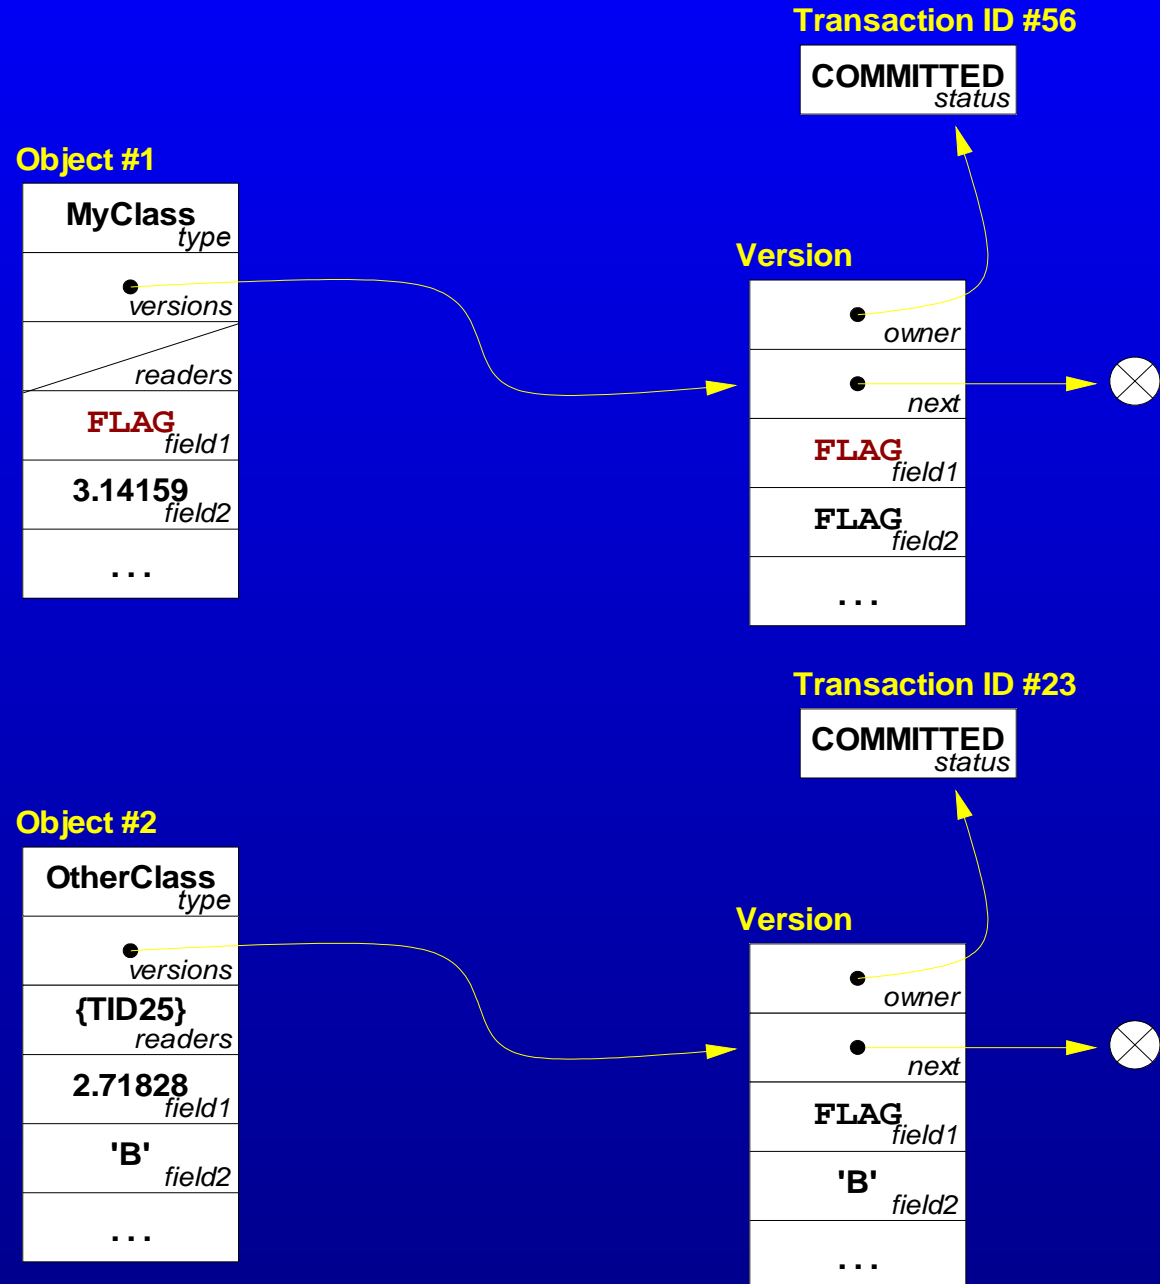 Transaction ID #56
COMMITTED
status
Object #1
MyClass
type
versions
readers
FLAG
field1
3.14159
field2
...
Version
owner
next
FLAG
field1
FLAG
field2
...
Transaction ID #23
COMMITTED
status
Object #2
OtherClass
type
versions
{TID25}
readers
2.71828
field1
'B'
field2
...
Version
owner
next
FLAG
field1
'B'
field2
...